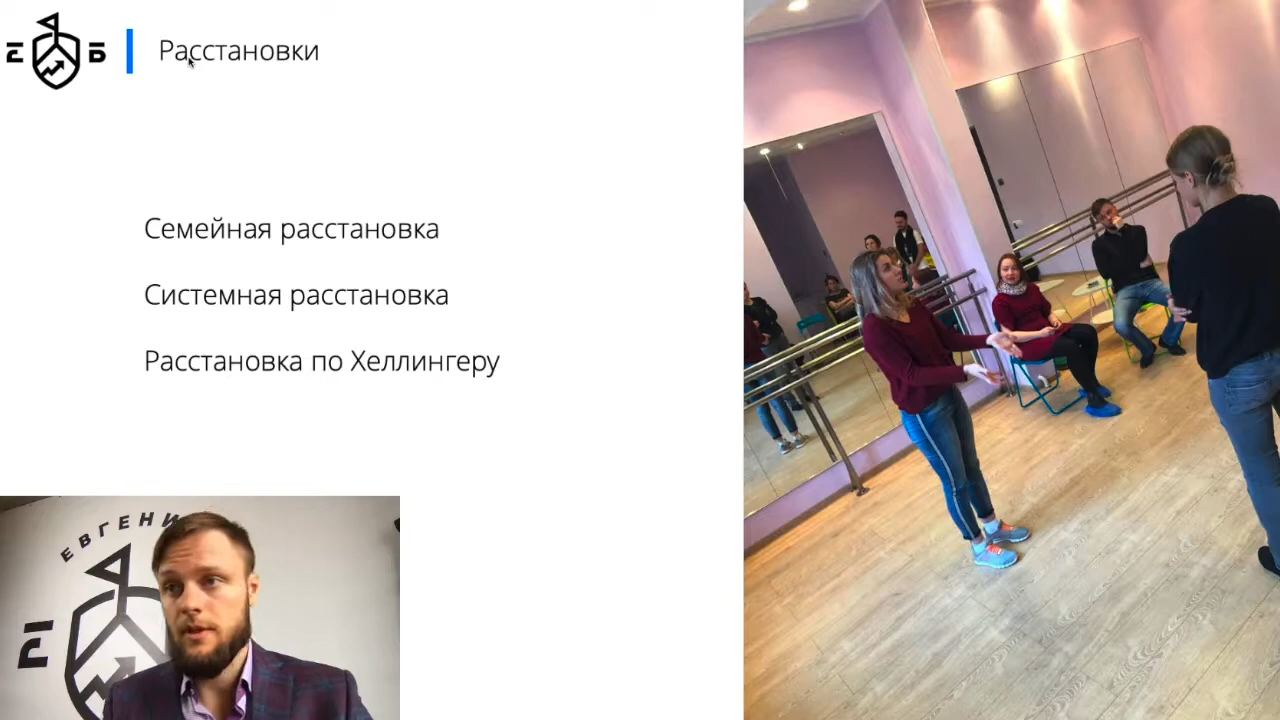 Е Б
Расстановки
Семейная расстановка
Системная расстановка
Расстановка по Хеллингеру
ЕВГЕНИ
Е